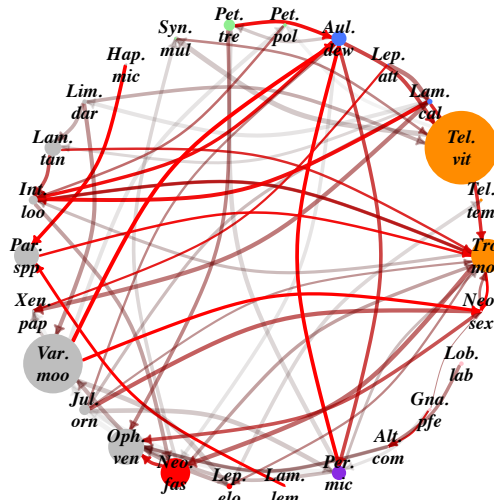 Pet.
tre
Pet.
pol
Syn.
mul
Aul.
dew
Hap.
mic
Lep.
att
Lim.
dar
Lam.
cal
Lam.
tan
Tel.
vit
loo
Tel.
tem
Par.
spp
Tro
mo
Xen.
pap
Neo
sex
Var.
moo
Lob.
lab
Jul.
orn
Gna.
pfe
Oph.
ven
Alt.
com
Neo.
fas
Lep.
elo
Lam.
lem
Per.
mic